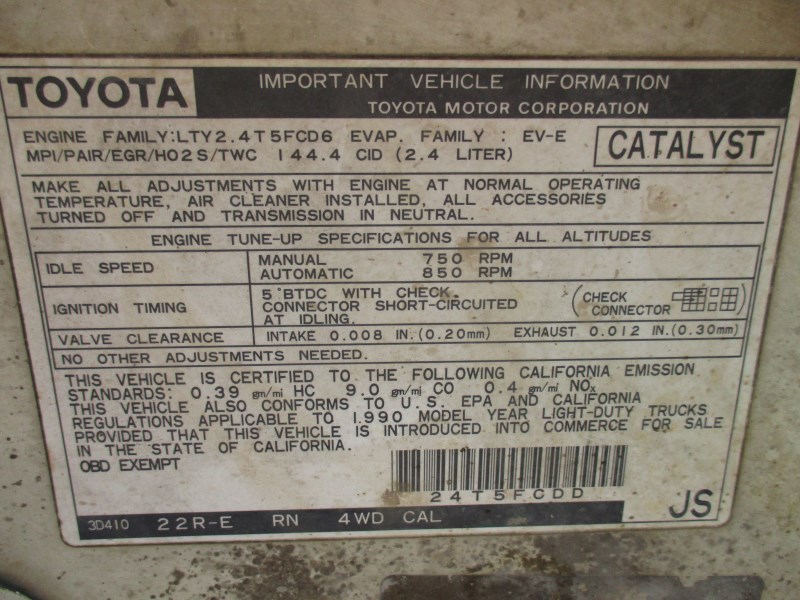 TOYOTA IMPORTANT VEHICLE INFORMATION
TOYOTA MOTOR CORPORATION
ENGINE FAMILY:LTY2.4T5FCD6 EVAP. FAMILY : EV-E
MPI/PAIR/EGR/HO2S/TWC 144.4 CID (2.4 LITER)
CATALYST
MAKE ALL ADJUSTMENTS WITH ENGINE AT NORMAL OPERATING
TEMPERATURE, AIR CLEANER INSTALLED, ALL ACCESSORIES
TURNED OFF AND TRANSMISSION IN NEUTRAL.
ENGINE TUNE-UP SPECIFICATIONS FOR ALL ALTITUDES
IDLE SPEED
MANUAL 750 RPM
AUTOMATIC 850 RPM
IGNITION TIMING
5°BTDC WITH CHECK
CONNECTOR SHORT-CIRCUITED
AT IDLING.
(CHECK
CONNECTOR
VALVE CLEARANCE INTAKE 0.008 IN.(0.20mm) EXHAUST 0.012 IN.(0.30mm)
NO OTHER ADJUSTMENTS NEEDED.
THIS VEHICLE IS CERTIFIED TO THE FOLLOWING CALIFORNIA EMISSION
STANDARDS: 0.39 gm/mi HC 9.0 gm/mi CO 0.4 gm/mi NOx
THIS VEHICLE ALSO CONFORMS TO U.S. EPA AND CALIFORNIA
REGULATIONS APPLICABLE TO 1990 MODEL YEAR LIGHT-DUTY TRUCKS
PROVIDED THAT THIS VEHICLE IS INTRODUCED INTO COMMERCE FOR SALE
IN THE STATE OF CALIFORNIA.
OBD EXEMPT
24T5FCDD
JS
3D410 22R-E RN 4WD CAL